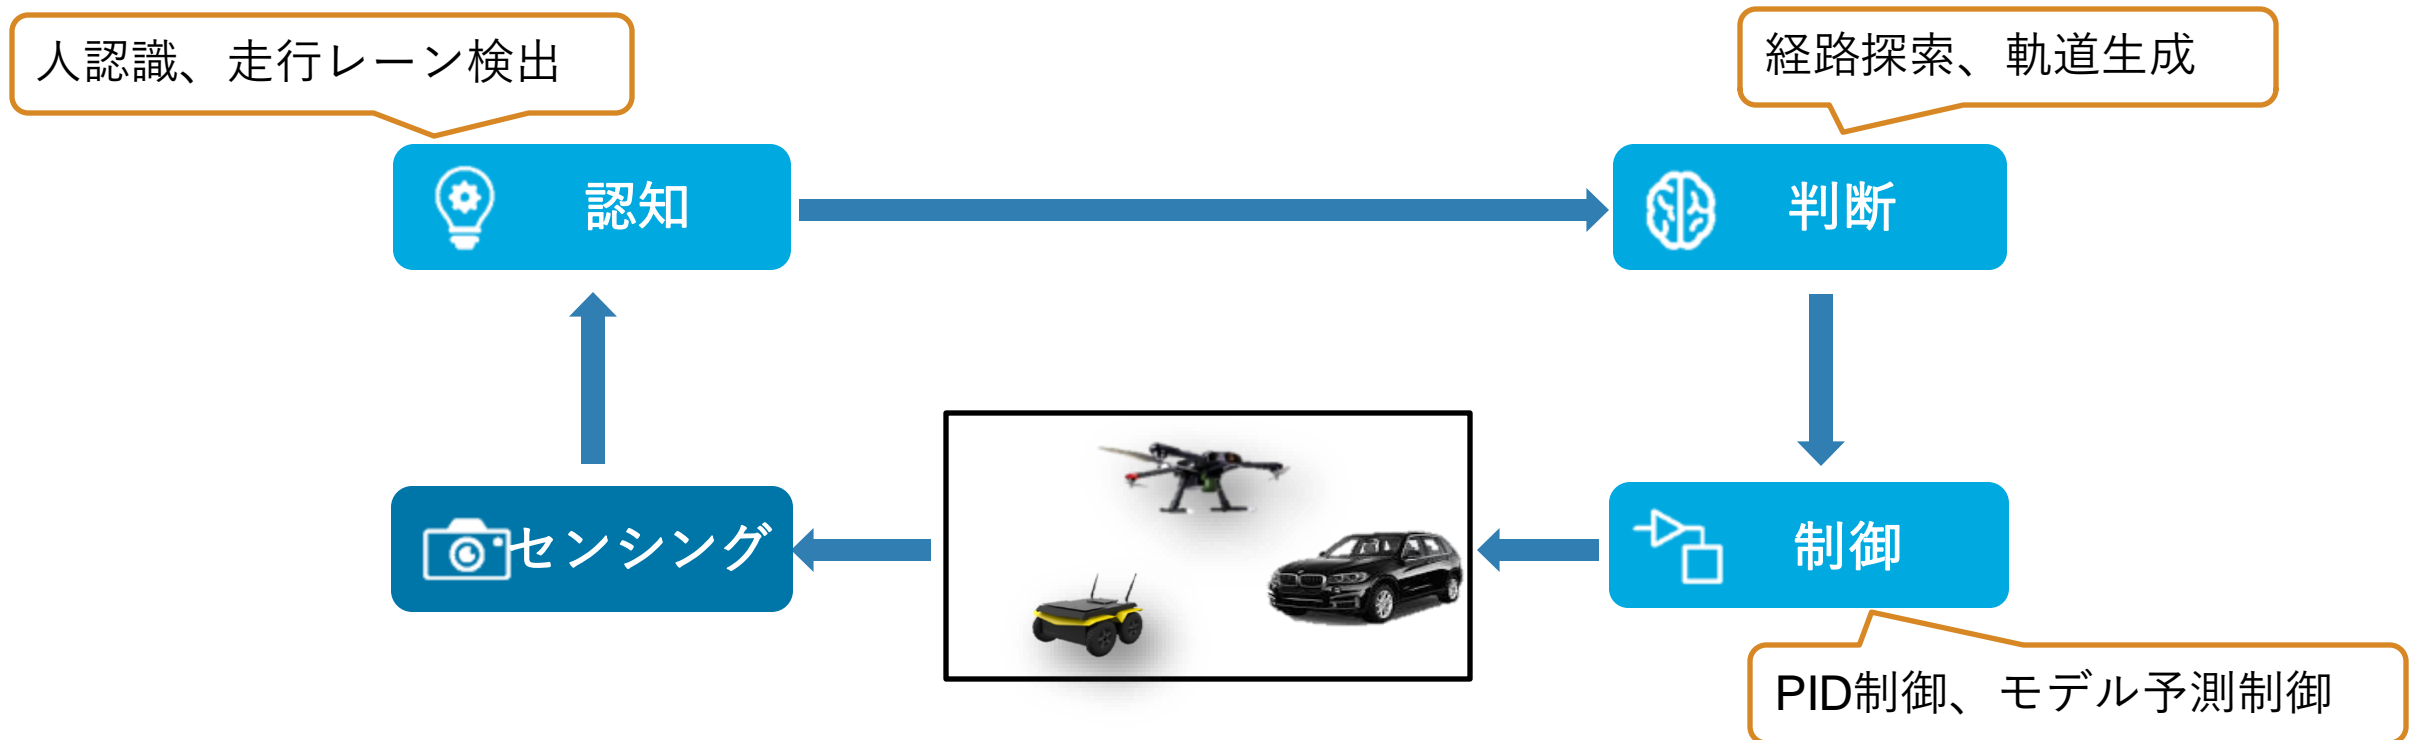 人認識、走行レーン検出
経路探索、軌道生成
認知
判断
センシング
制御
PID制御、モデル予測制御